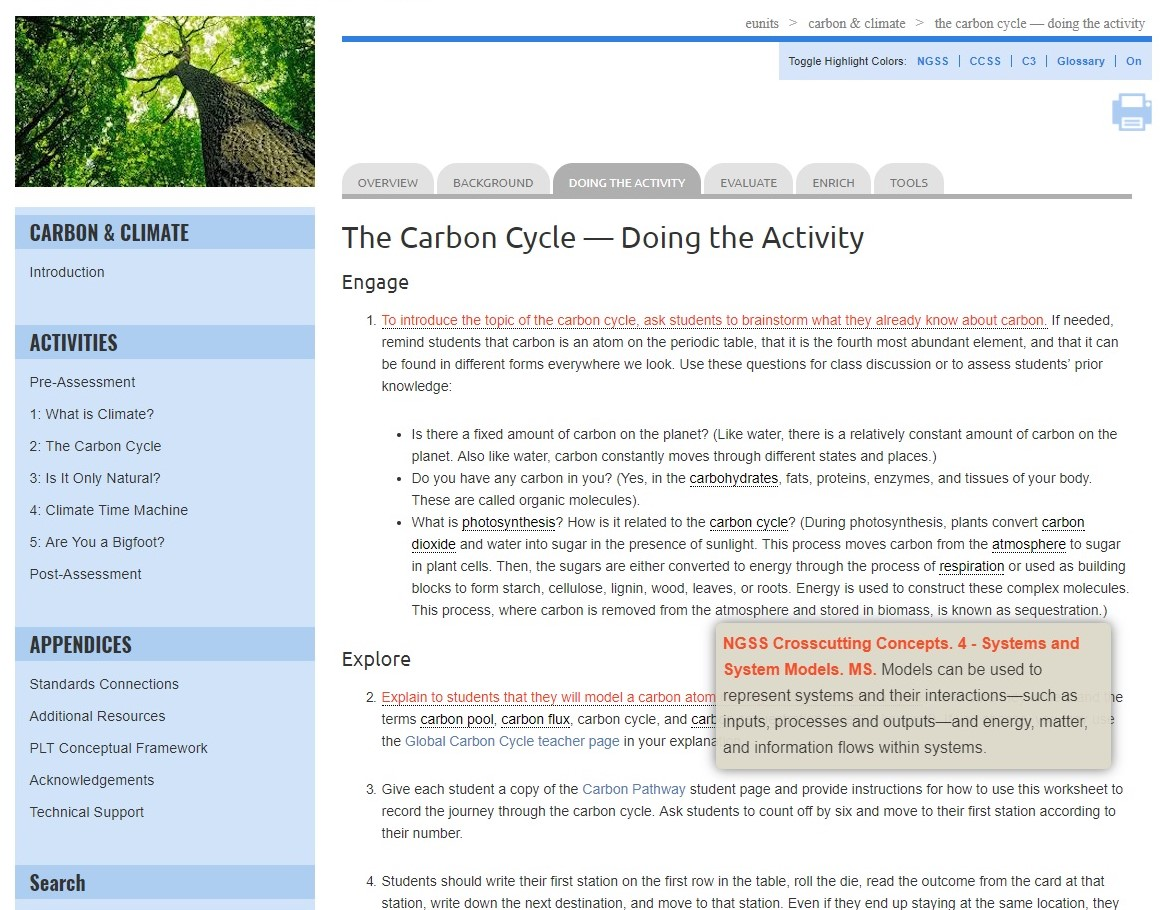 eunits > carbon & climate > the carbon cycle — doing the activity
Toggle Highlight Colors: NGSS | CCSS | C3 | Glossary | On
OVERVIEW BACKGROUND DOING THE ACTIVITY EVALUATE ENRICH TOOLS
CARBON & CLIMATE
Introduction
ACTIVITIES
Pre-Assessment
1: What is Climate?
2: The Carbon Cycle
3: Is It Only Natural?
4: Climate Time Machine
5: Are You a Bigfoot?
Post-Assessment
APPENDICES
Standards Connections
Additional Resources
PLT Conceptual Framework
Acknowledgements
Technical Support
Search
The Carbon Cycle — Doing the Activity
Engage
1. To introduce the topic of the carbon cycle, ask students to brainstorm what they already know about carbon. If needed,
remind students that carbon is an atom on the periodic table, that it is the fourth most abundant element, and that it can
be found in different forms everywhere we look. Use these questions for class discussion or to assess students’ prior
knowledge:
• Is there a fixed amount of carbon on the planet? (Like water, there is a relatively constant amount of carbon on the
planet. Also like water, carbon constantly moves through different states and places.)
• Do you have any carbon in you? (Yes, in the carbohydrates, fats, proteins, enzymes, and tissues of your body.
These are called organic molecules).
• What is photosynthesis? How is it related to the carbon cycle? (During photosynthesis, plants convert carbon
dioxide and water into sugar in the presence of sunlight. This process moves carbon from the atmosphere to sugar
in plant cells. Then, the sugars are either converted to energy through the process of respiration or used as building
blocks to form starch, cellulose, lignin, wood, leaves, or roots. Energy is used to construct these complex molecules.
This process, where carbon is removed from the atmosphere and stored in biomass, is known as sequestration.)
Explore
2. Explain to students that they will model a carbon atom
terms carbon pool, carbon flux, carbon cycle, and
the Global Carbon Cycle teacher page in your
NGSS Crosscutting Concepts. 4 - Systems and
System Models. MS. Models can be used to
represent systems and their interactions—such as
inputs, processes and outputs—and energy, matter,
and information flows within systems.
3. Give each student a copy of the Carbon Pathway student page and provide instructions for how to use this worksheet to
record the journey through the carbon cycle. Ask students to count off by six and move to their first station according to
their number.
4. Students should write their first station on the first row in the table, roll the die, read the outcome from the card at that
station, write down the next destination, and move to that station. Even if they end up staying at the same location, they